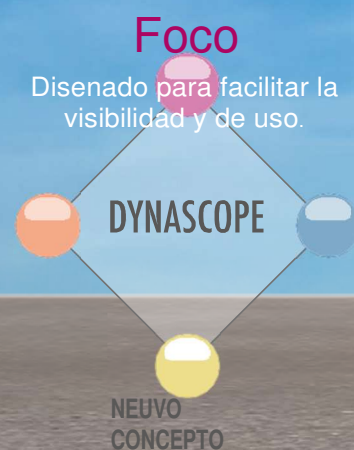 Foco
Disenado para facilitar la
visibilidad y de uso.
DYNASCOPE
NEUVO
CONCEPTO